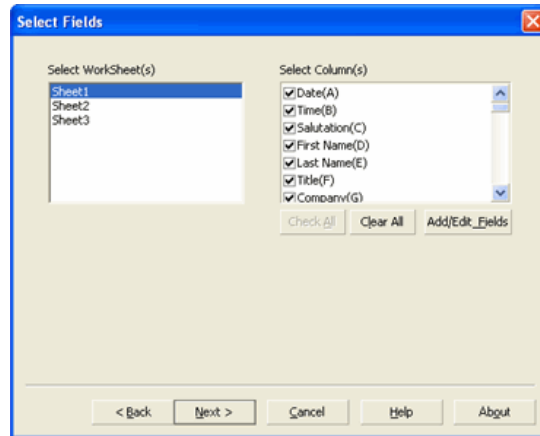 Select Fields
Select WorkSheet(s)
Sheet1
Sheet2
Sheet3
Select Column(s)
Date(A)
Time(B)
Salutation(C)
First Name(D)
Last Name(E)
Title(F)
Company(G)
Check All
Clear All
Add/Edit_Fields
< Back
Next >
Cancel
Help
About